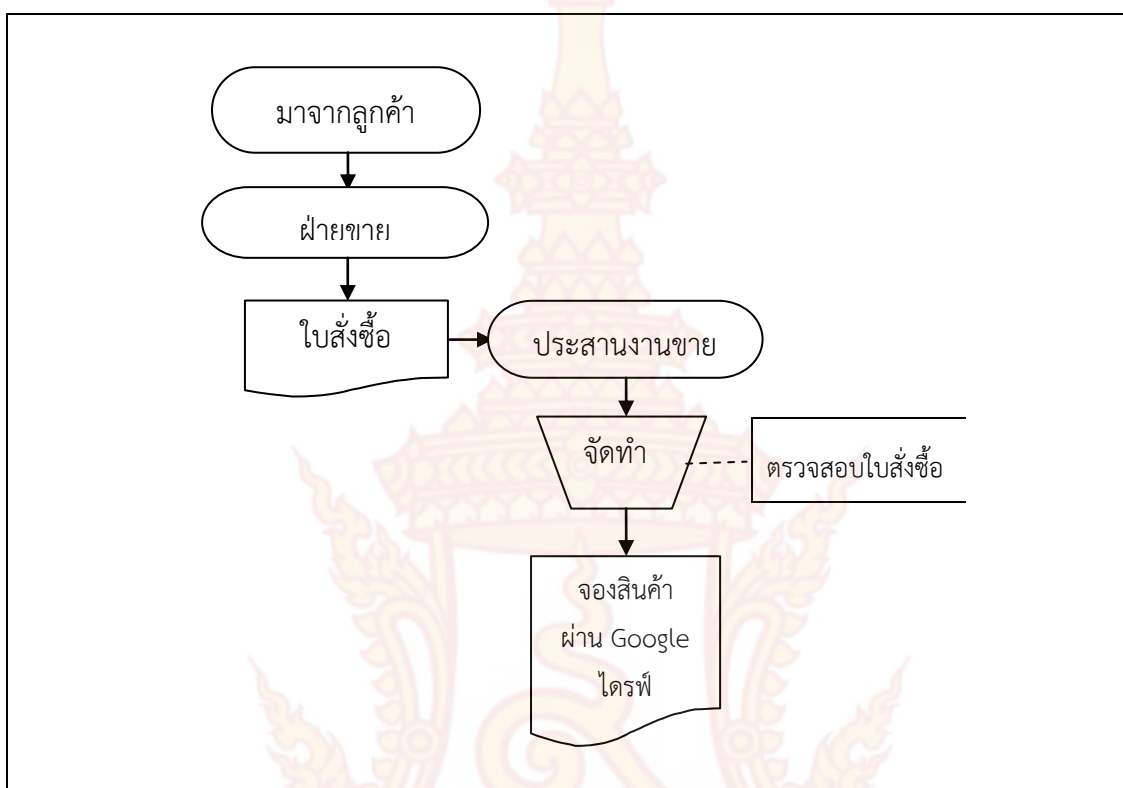 มาจากลูกค้า
ฝ่ายขาย
ใบสั่งซื้อ
ประสานงานขาย
จัดทำ
ตรวจสอบใบสั่งซื้อ
จองสินค้า
ผ่าน Google
ไดรฟ์